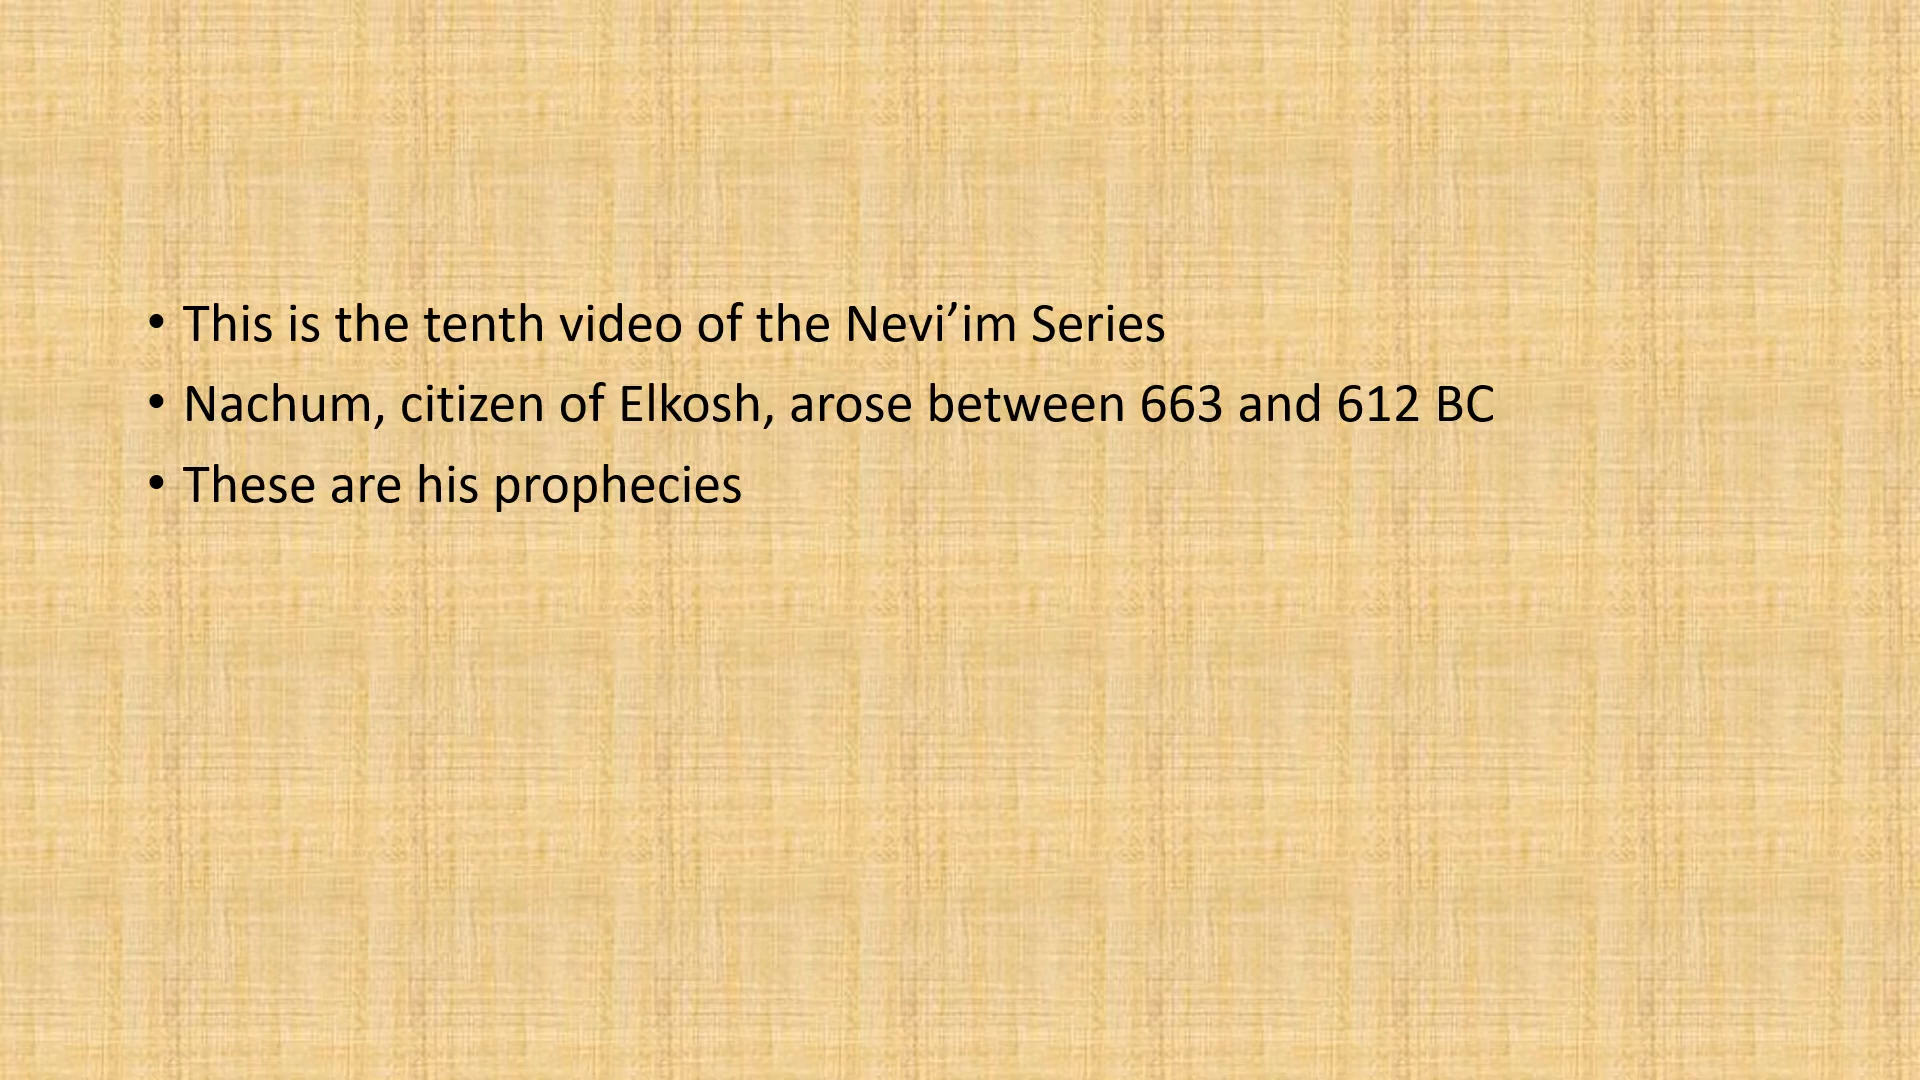 • This is the tenth video of the Nevi’im Series
• Nachum, citizen of Elkosh, arose between 663 and 612 BC
• These are his prophecies